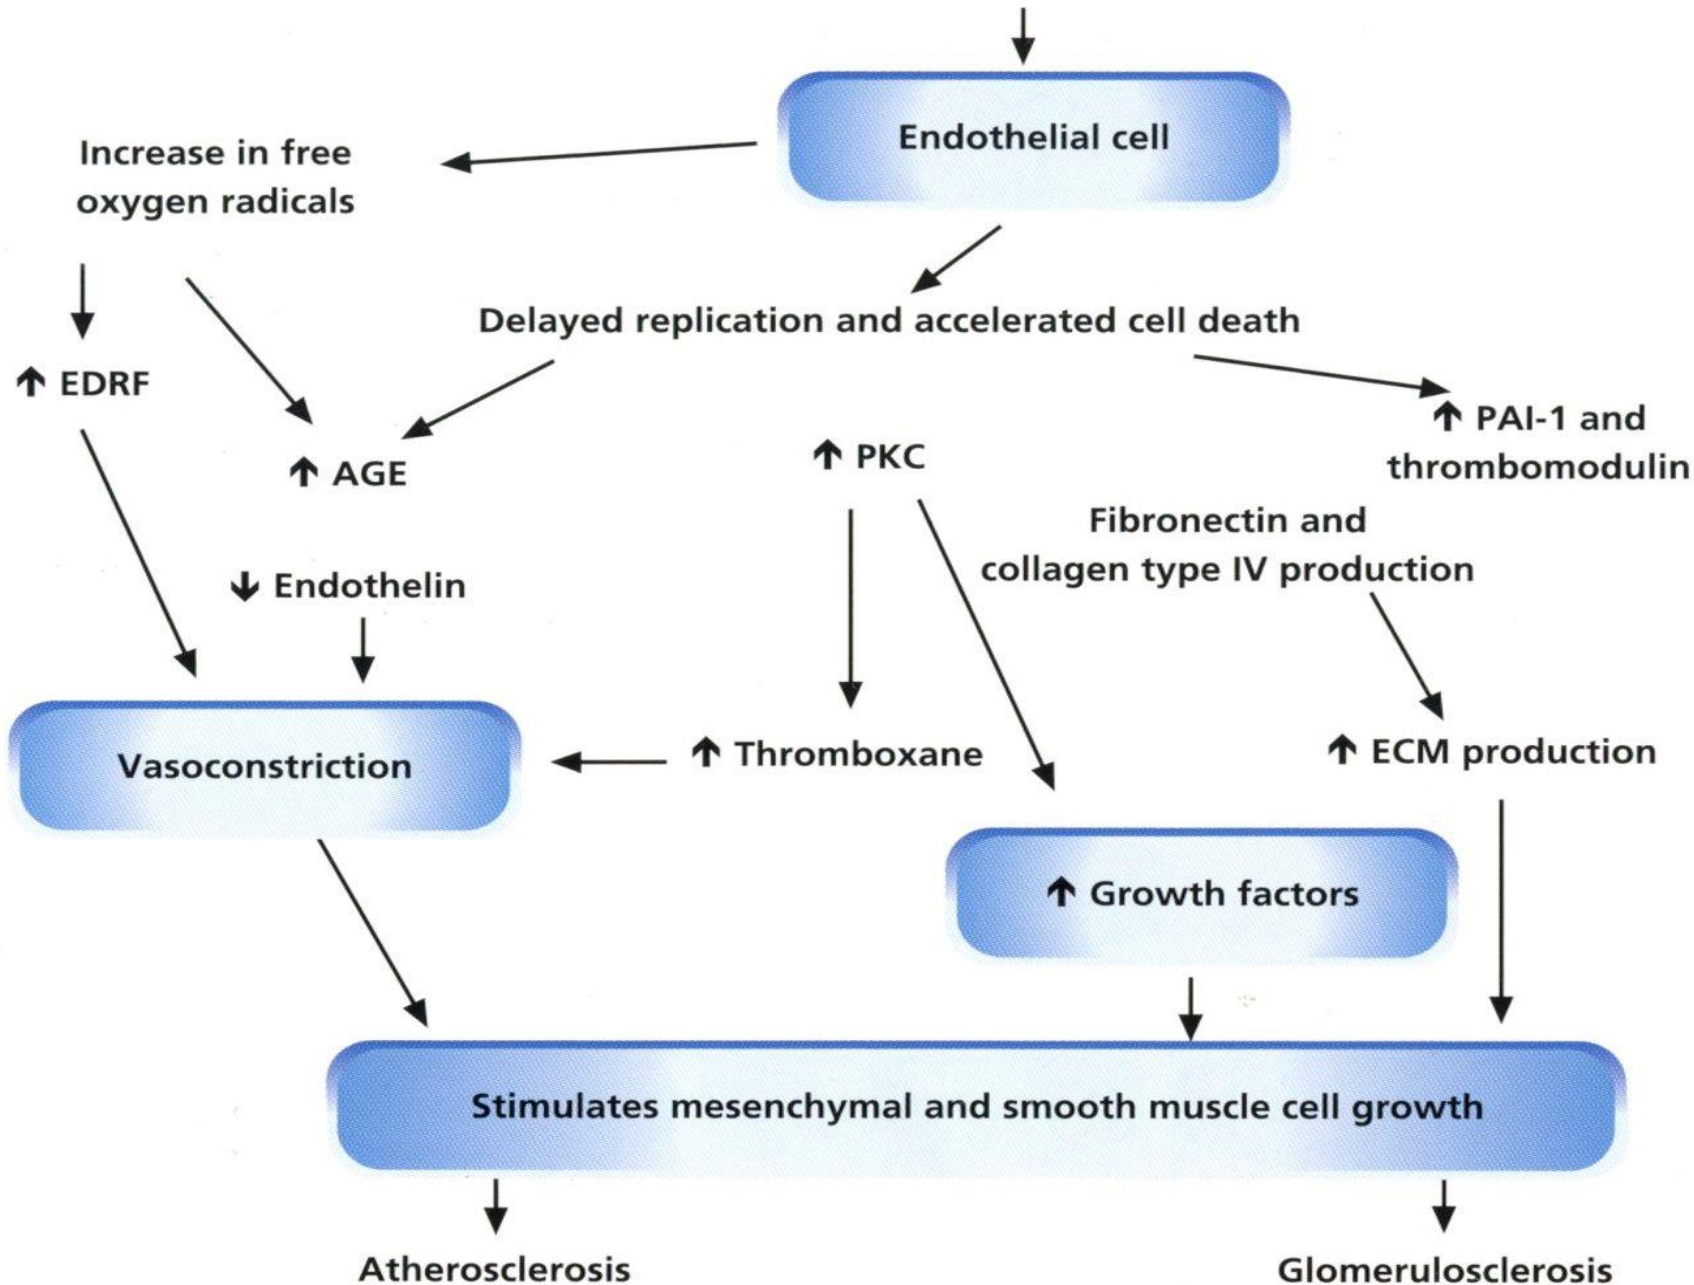 Endothelial cell
Increase in free
oxygen radicals
Delayed replication and accelerated cell death
↑ EDRF
↑ AGE
↑ PKC
↑ PAI-1 and
thrombomodulin
Fibronectin and
collagen type IV production
↓ Endothelin
Vasoconstriction
↑ Thromboxane
↑ ECM production
↑ Growth factors
Stimulates mesenchymal and smooth muscle cell growth
Atherosclerosis
Glomerulosclerosis